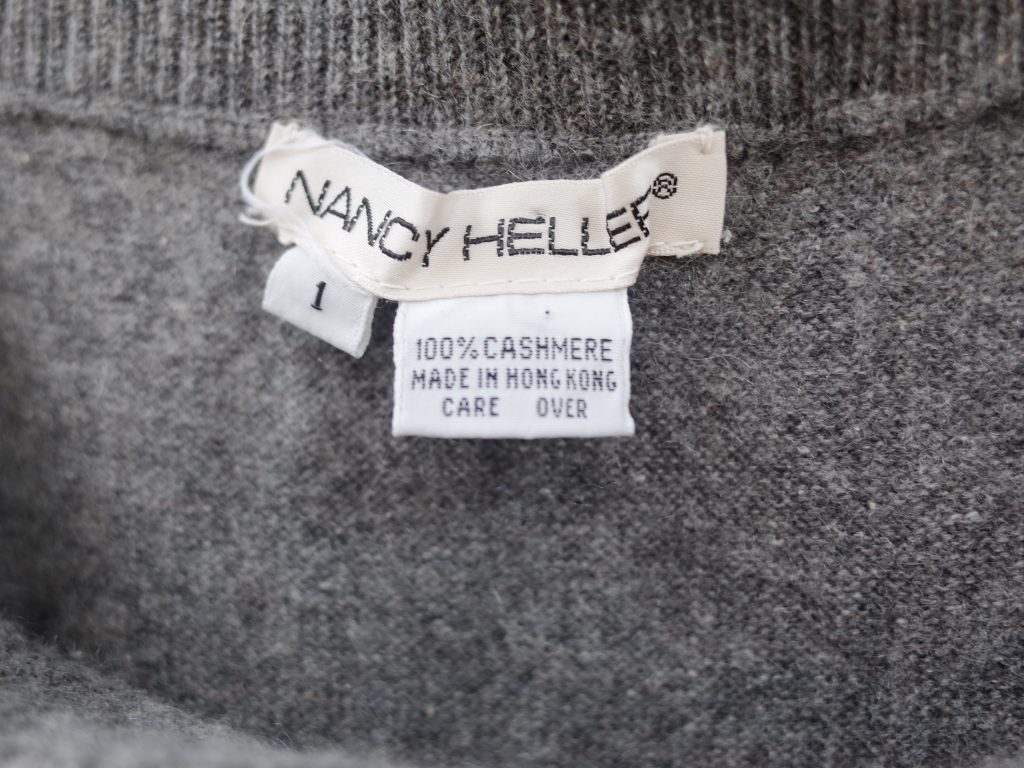 NANCY HELLER®
1
100% CASHMERE
MADE IN HONG KONG
CARE OVER